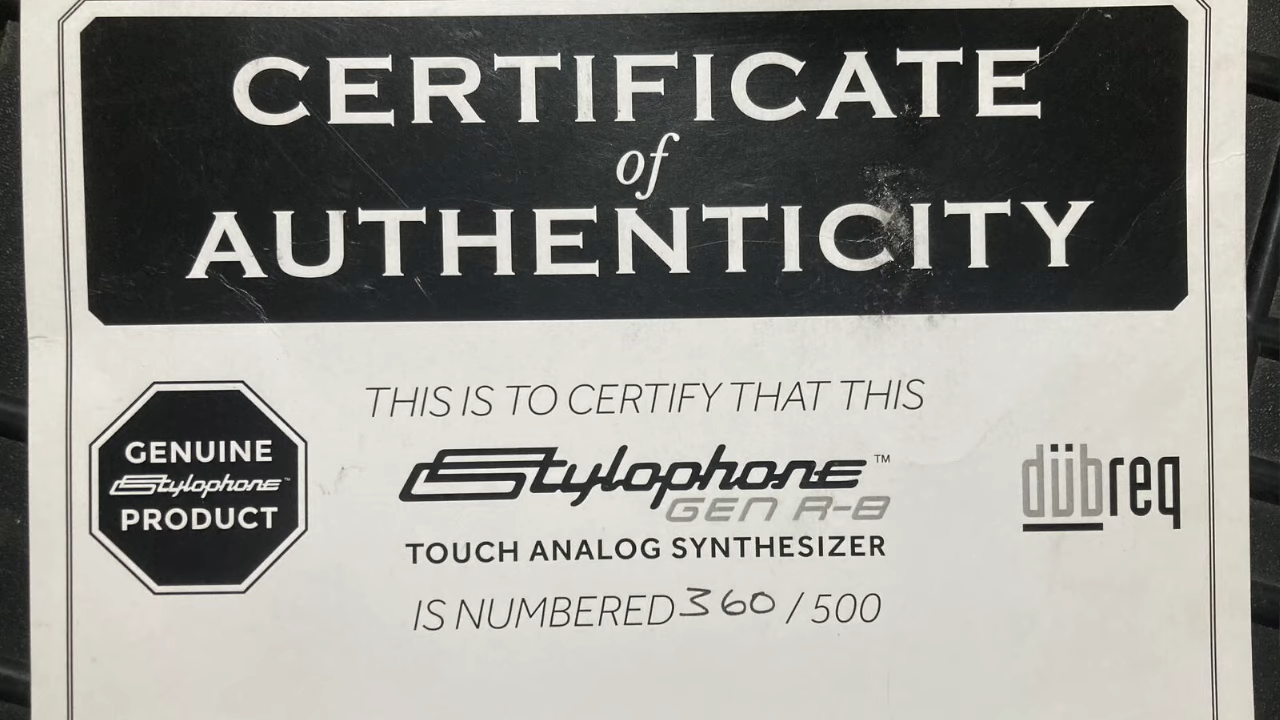 CERTIFICATE
of
AUTHENTICITY
THIS IS TO CERTIFY THAT THIS
GENUINE
Stylophone™
PRODUCT
Stylophone™
GEN R-8
dübreq
TOUCH ANALOG SYNTHESIZER
IS NUMBERED 360 / 500